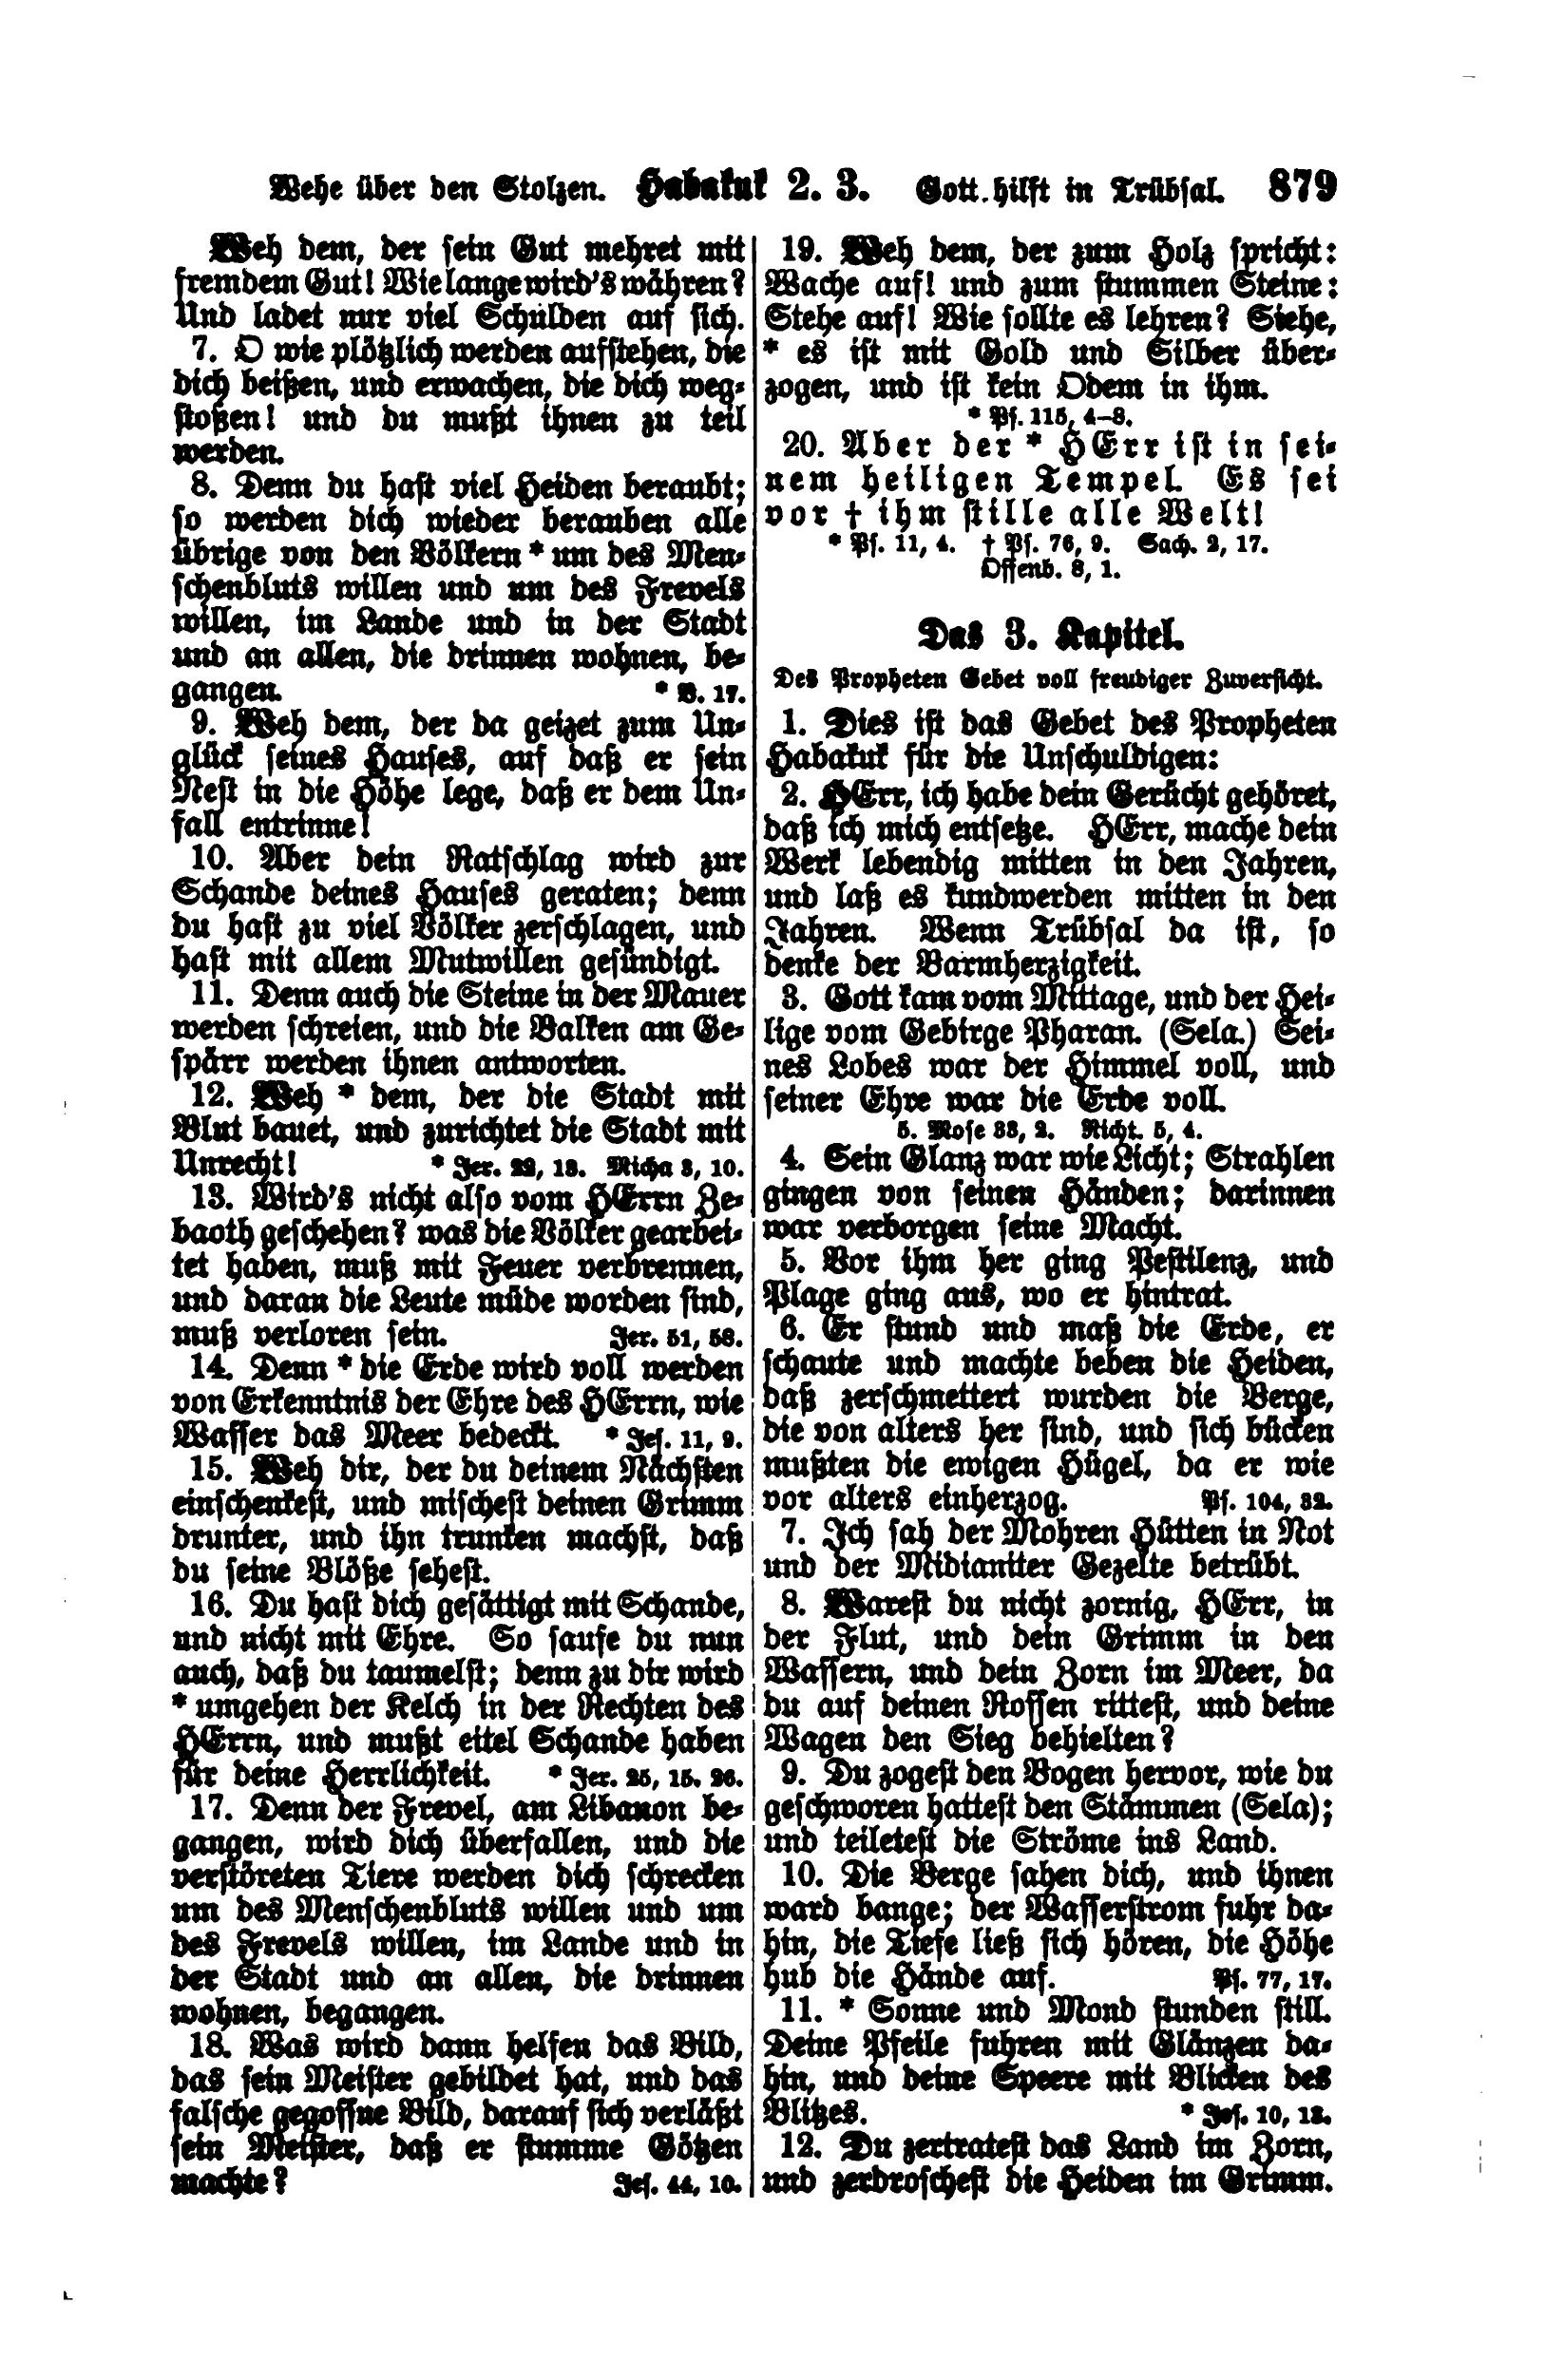 Wehe über den Stolzen. Habakuk 2. 3. Gott hilft in Trübsal. 879
Weh dem, der sein Gut mehret mit
fremdem Gut! Wie lange wird's währen?
Und ladet nur viel Schulden auf sich.
7. O wie plötzlich werden aufstehen, die
dich beißen, und erwachen, die dich weg-
stoßen! und du mußt ihnen zu teil
werden.
8. Denn du hast viel Heiden beraubt;
so werden dich wieder berauben alle
übrige von den Völkern * um des Men-
schenbluts willen und um des Frevels
willen, im Lande und in der Stadt
und an allen, die drinnen wohnen, be-
gangen. * V. 17.
9. Weh dem, der da geizet zum Un-
glück seines Hauses, auf daß er sein
Nest in die Höhe lege, daß er dem Un-
fall entrinne!
10. Aber dein Ratschlag wird zur
Schande deines Hauses geraten; denn
du hast zu viel Völker zerschlagen, und
hast mit allem Mutwillen gesündigt.
11. Denn auch die Steine in der Mauer
werden schreien, und die Balken am Ge-
spärr werden ihnen antworten.
12. Weh * dem, der die Stadt mit
Blut bauet, und zurichtet die Stadt mit
Unrecht! * Jer. 22, 13. Micha 3, 10.
13. Wird's nicht also vom HErrn Ze-
baoth geschehen? was die Völker gearbei-
tet haben, muß mit Feuer verbrennen,
und daran die Leute müde worden sind,
muß verloren sein. Jer. 51, 58.
14. Denn * die Erde wird voll werden
von Erkenntnis der Ehre des HErrn, wie
Wasser das Meer bedeckt. * Jes. 11, 9.
15. Weh dir, der du deinem Nächsten
einschenkest, und mischest deinen Grimm
drunter, und ihn trunken machst, daß
du seine Blöße sehest.
16. Du hast dich gesättigt mit Schande,
und nicht mit Ehre. So saufe du nun
auch, daß du taumelst; denn zu dir wird
* umgehen der Kelch in der Rechten des
HErrn, und mußt eitel Schande haben
für deine Herrlichkeit. * Jer. 25, 15. 26.
17. Denn der Frevel, am Libanon be-
gangen, wird dich überfallen, und die
verstöreten Tiere werden dich schrecken
um des Menschenbluts willen und um
des Frevels willen, im Lande und in
der Stadt und an allen, die drinnen
wohnen, begangen.
18. Was wird dann helfen das Bild,
das sein Meister gebildet hat, und das
falsche gegossne Bild, darauf sich verläßt
sein Meister, daß er stumme Götzen
machte? Jes. 44, 10.
19. Weh dem, der zum Holz spricht:
Wache auf! und zum stummen Steine:
Stehe auf! Wie sollte es lehren? Siehe,
* es ist mit Gold und Silber über-
zogen, und ist kein Odem in ihm.
* Ps. 115, 4-8.
20. Aber der * HErr ist in sei-
nem heiligen Tempel. Es sei
vor † ihm stille alle Welt!
* Ps. 11, 4. † Ps. 76, 9. Sach. 2, 17.
Offenb. 8, 1.
Das 3. Kapitel.
Des Propheten Gebet voll freudiger Zuversicht.
1. Dies ist das Gebet des Propheten
Habakuk für die Unschuldigen:
2. HErr, ich habe dein Gerücht gehöret,
daß ich mich entsetze. HErr, mache dein
Werk lebendig mitten in den Jahren,
und laß es kundwerden mitten in den
Jahren. Wenn Trübsal da ist, so
denke der Barmherzigkeit.
3. Gott kam vom Mittage, und der Hei-
lige vom Gebirge Pharan. (Sela.) Sei-
nes Lobes war der Himmel voll, und
seiner Ehre war die Erde voll.
5. Mose 33, 2. Richt. 5, 4.
4. Sein Glanz war wie Licht; Strahlen
gingen von seinen Händen; darinnen
war verborgen seine Macht.
5. Vor ihm her ging Pestilenz, und
Plage ging aus, wo er hintrat.
6. Er stund und maß die Erde, er
schaute und machte beben die Heiden,
daß zerschmettert wurden die Berge,
die von alters her sind, und sich bücken
mußten die ewigen Hügel, da er wie
vor alters einherzog. Ps. 104, 32.
7. Ich sah der Mohren Hütten in Not
und der Midianiter Gezelte betrübt.
8. Warest du nicht zornig, HErr, in
der Flut, und dein Grimm in den
Wassern, und dein Zorn im Meer, da
du auf deinen Rossen rittest, und deine
Wagen den Sieg behielten?
9. Du zogest den Bogen hervor, wie du
geschworen hattest den Stämmen (Sela);
und teiletest die Ströme ins Land.
10. Die Berge sahen dich, und ihnen
ward bange; der Wasserstrom fuhr da-
hin, die Tiefe ließ sich hören, die Höhe
hub die Hände auf. Ps. 77, 17.
11. * Sonne und Mond stunden still.
Deine Pfeile fuhren mit Glänzen da-
hin, und deine Speere mit Blicken des
Blitzes. * Jos. 10, 13.
12. Du zertratest das Land im Zorn,
und zerdroschest die Heiden im Grimm.